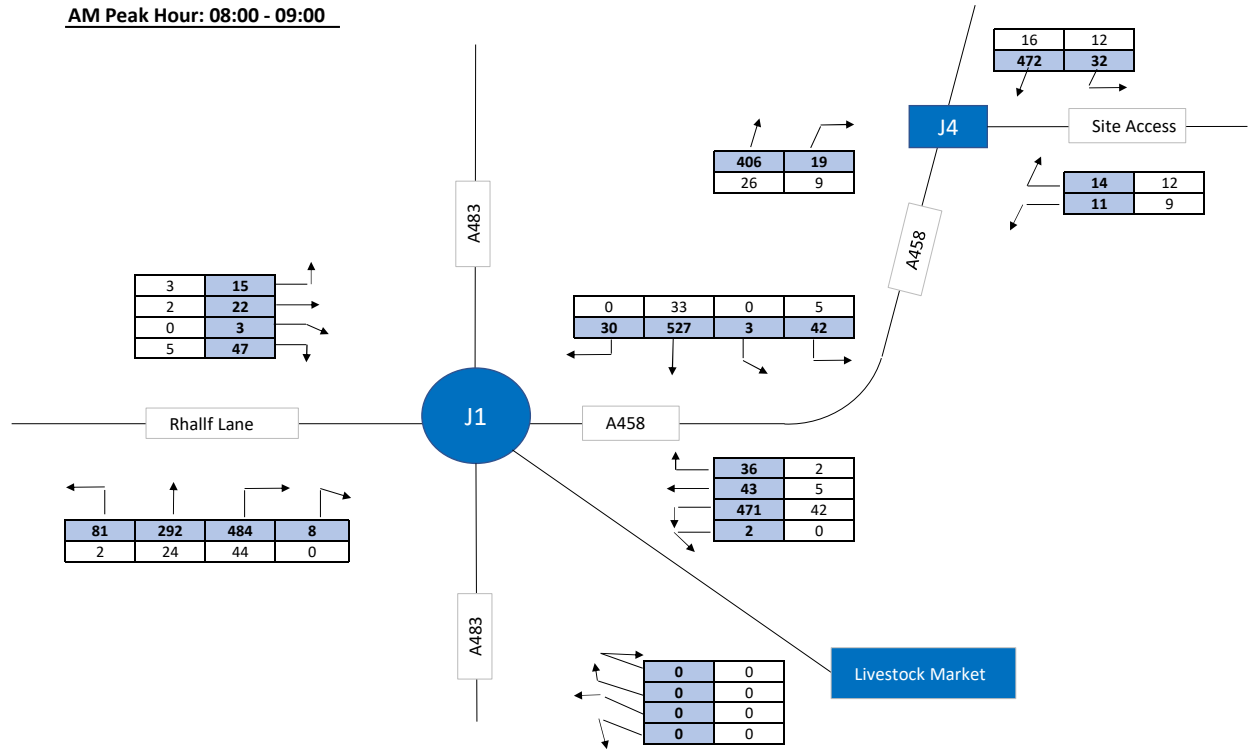 AM Peak Hour: 08:00 - 09:00
16 12
472 32
J4
Site Access
406 19
26 9
14 12
11 9
A483
A458
3 15
2 22
0 3
5 47
0 33 0 5
30 527 3 42
J1
Rhallf Lane
A458
36 2
43 5
471 42
2 0
81 292 484 8
2 24 44 0
A483
Livestock Market
0 0
0 0
0 0
0 0